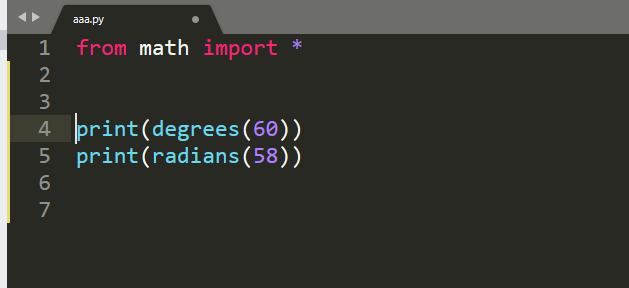 aaa.py
1 from math import *
2
3
4 print(degrees(60))
5 print(radians(58))
6
7